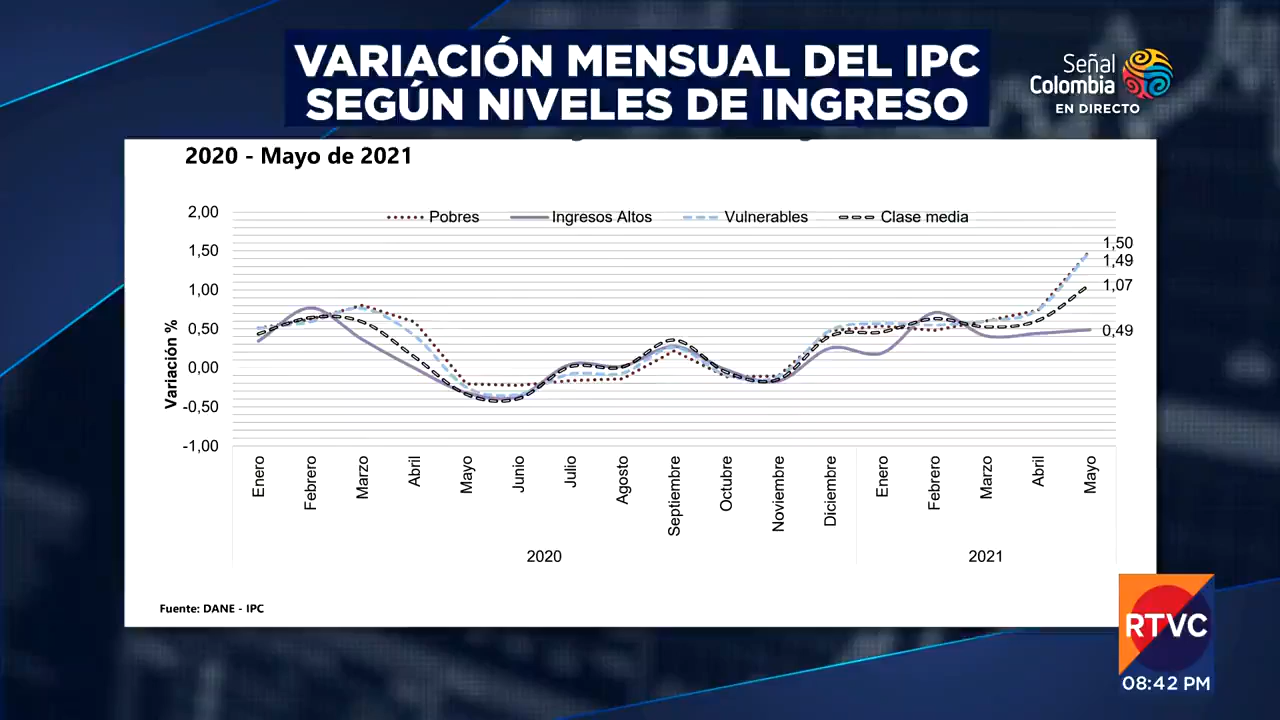 VARIACIÓN MENSUAL DEL IPC
SEGÚN NIVELES DE INGRESO
Señal
Colombia
EN DIRECTO
2020 - Mayo de 2021
Pobres
Ingresos Altos
Vulnerables
Clase media
Variación %
2,00
1,50
1,00
0,50
0,00
-0,50
-1,00
1,50
1,49
1,07
0,49
Enero
Febrero
Marzo
Abril
Mayo
Junio
Julio
Agosto
Septiembre
Octubre
Noviembre
Diciembre
Enero
Febrero
Marzo
Abril
Mayo
2020
2021
Fuente: DANE - IPC
RTVC
08:42 PM